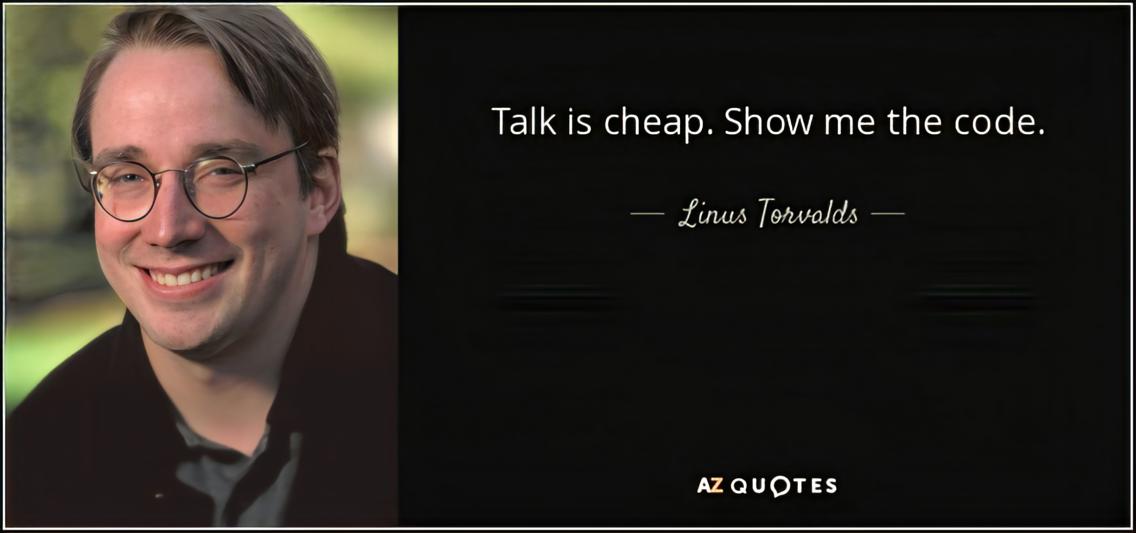 Talk is cheap. Show me the code.
— Linus Torvalds —
AZ QUOTES